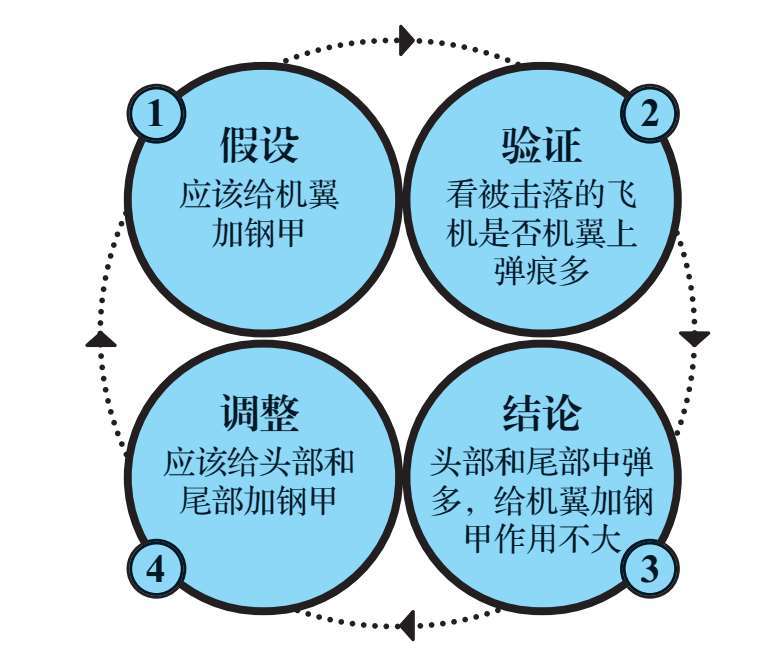 1
假设
应该给机翼
加钢甲
2
验证
看被击落的飞
机是否机翼上
弹痕多
3
结论
头部和尾部中弹
多，给机翼加钢
甲作用不大
4
调整
应该给头部和
尾部加钢甲